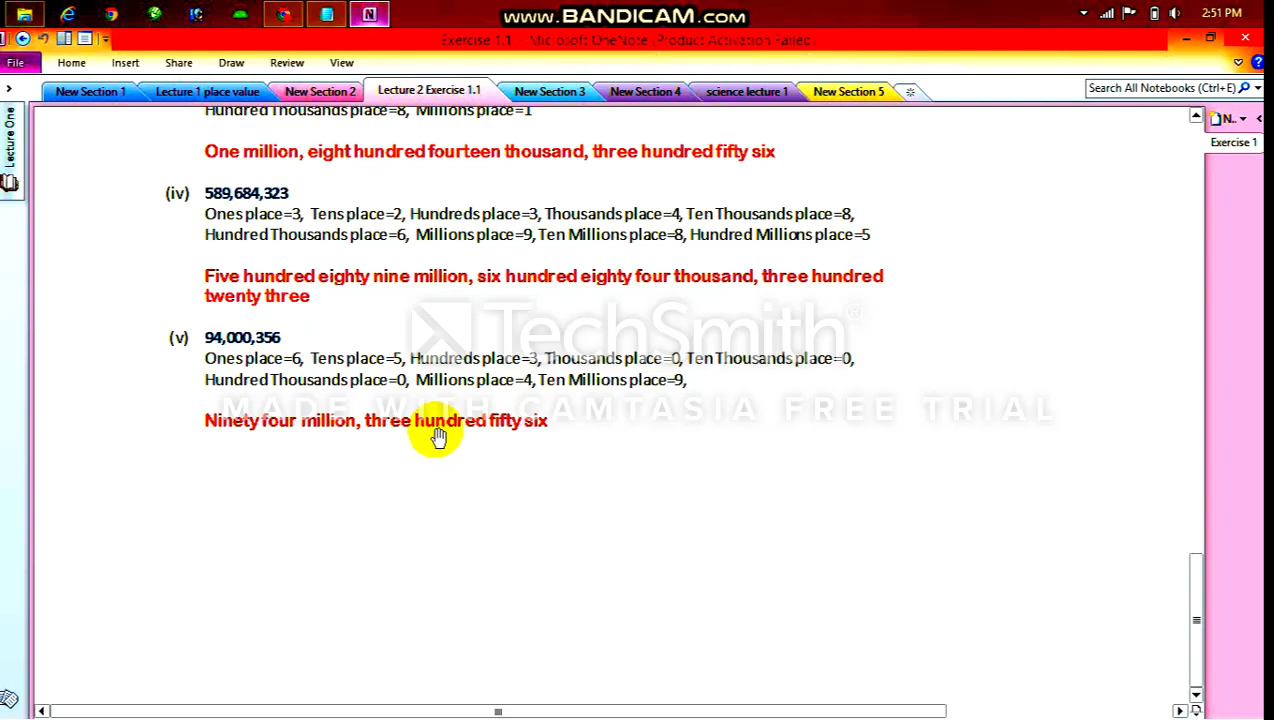 www.BANDICAM.com
2:51 PM
Exercise 1.1 - Microsoft OneNote (Product Activation Failed)
File Home Insert Share Draw Review View
New Section 1 Lecture 1 place value New Section 2 Lecture 2 Exercise 1.1 New Section 3 New Section 4 science lecture 1 New Section 5 Search All Notebooks (Ctrl+E)
Lecture One
N..
Exercise 1
Hundred Thousands place=8, Millions place=1
One million, eight hundred fourteen thousand, three hundred fifty six
(iv) 589,684,323
Ones place=3, Tens place=2, Hundreds place=3, Thousands place=4, Ten Thousands place=8,
Hundred Thousands place=6, Millions place=9, Ten Millions place=8, Hundred Millions place=5
Five hundred eighty nine million, six hundred eighty four thousand, three hundred
twenty three
TechSmith®
(v) 94,000,356
Ones place=6, Tens place=5, Hundreds place=3, Thousands place=0, Ten Thousands place=0,
Hundred Thousands place=0, Millions place=4, Ten Millions place=9,
MADE WITH CAMTASIA FREE TRIAL
Ninety four million, three hundred fifty six